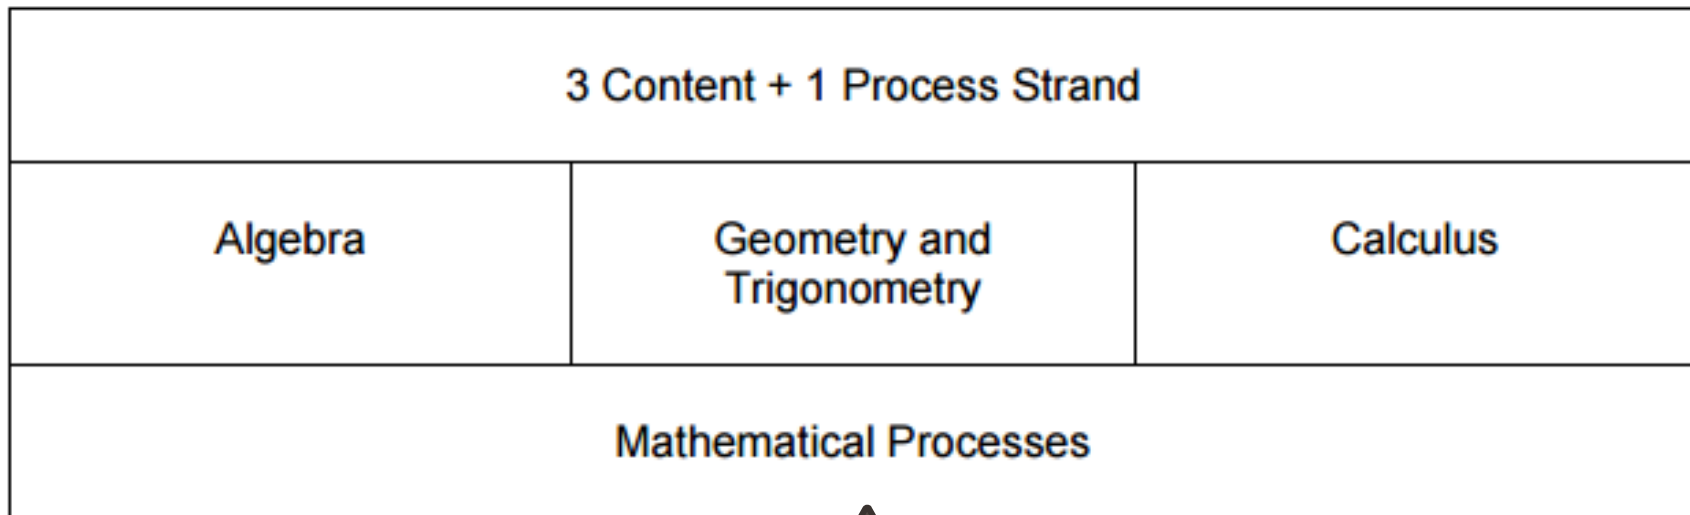 3 Content + 1 Process Strand
Algebra
Geometry and
Trigonometry
Calculus
Mathematical Processes